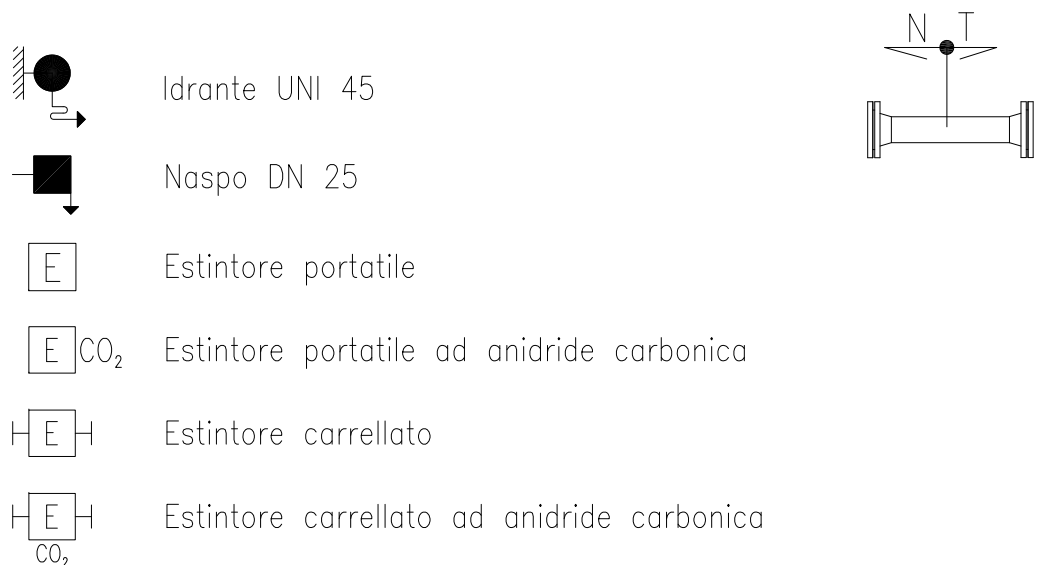 N T
Idrante UNI 45
Naspo DN 25
E Estintore portatile
E CO₂ Estintore portatile ad anidride carbonica
E Estintore carrellato
E Estintore carrellato ad anidride carbonica
CO₂